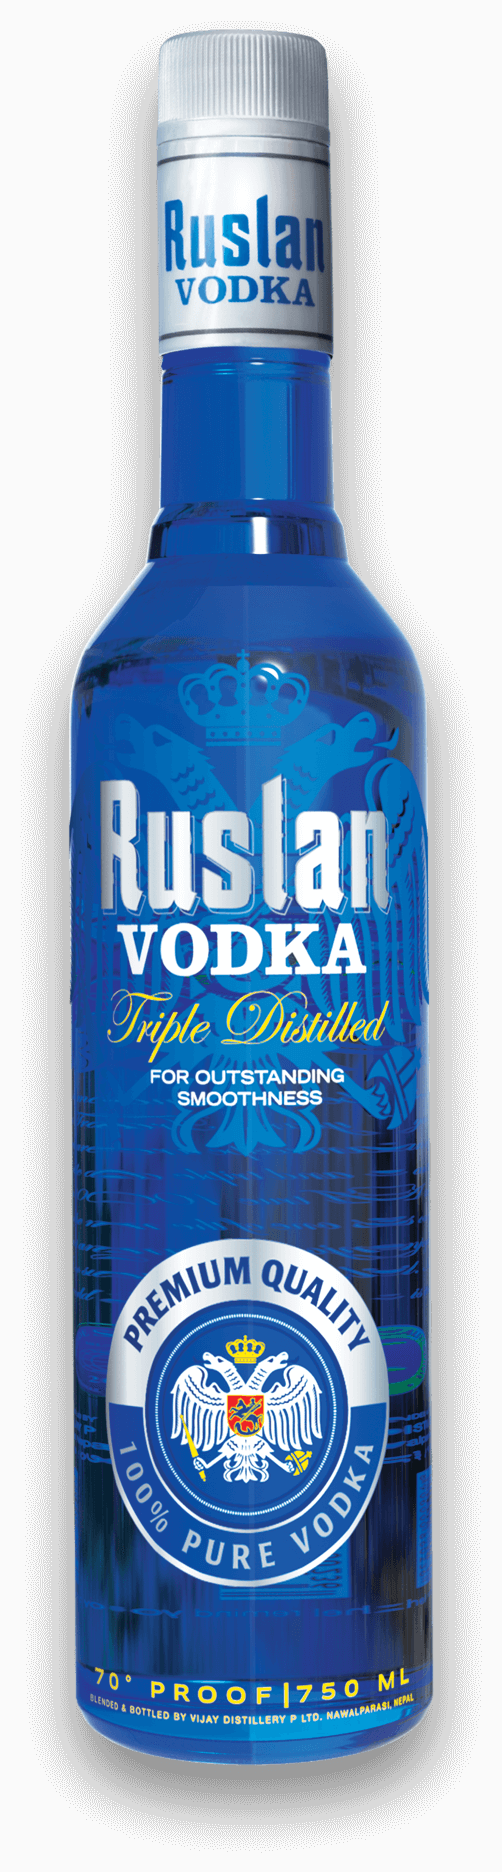 Ruslan
VODKA
Ruslan
VODKA
Triple Distilled
FOR OUTSTANDING
SMOOTHNESS
PREMIUM QUALITY
100% PURE VODKA
70° PROOF|750 ML
BLENDED & BOTTLED BY VIJAY DISTILLERY P LTD. NAWALPARASI, NEPAL